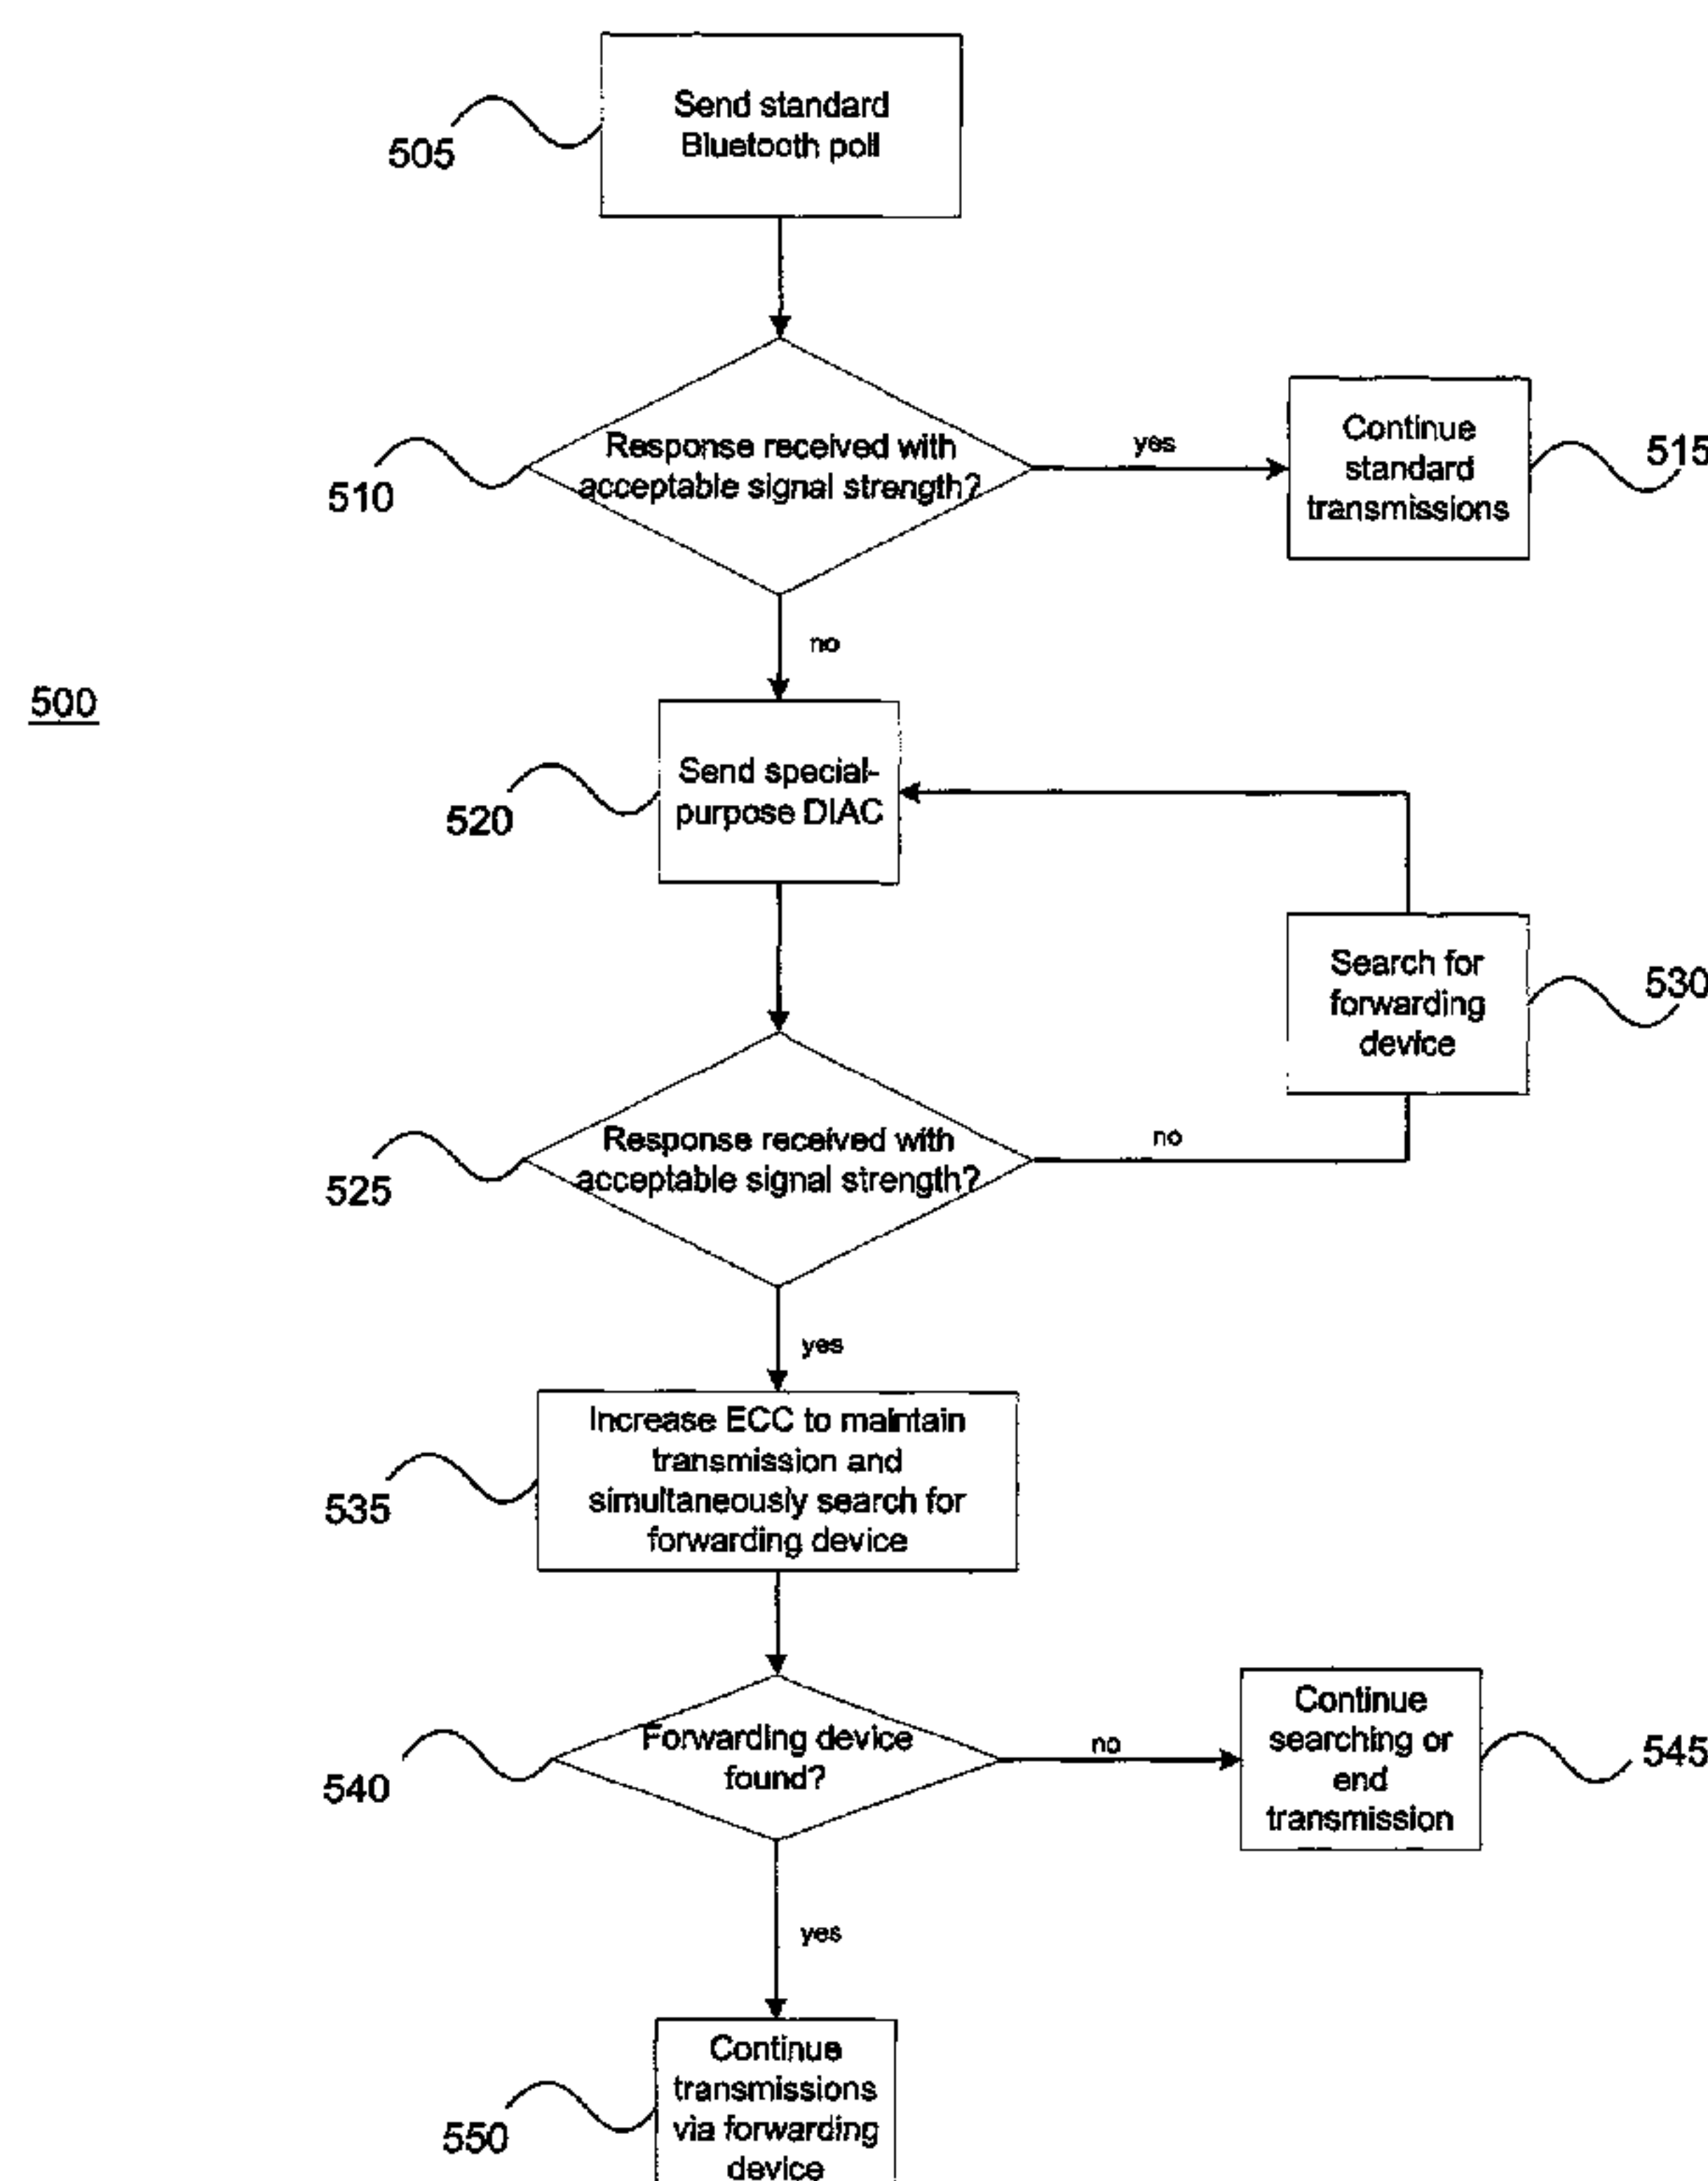 Send standard
Bluetooth poll
505
Response received with
acceptable signal strength?
510
yes
Continue
standard
transmissions
515
no
500
Send special-
purpose DIAC
520
Search for
forwarding
device
530
Response received with
acceptable signal strength?
525
no
yes
Increase ECC to maintain
transmission and
simultaneously search for
forwarding device
535
Forwarding device
found?
540
no
Continue
searching or
end
transmission
545
yes
Continue
transmissions
via forwarding
device
550